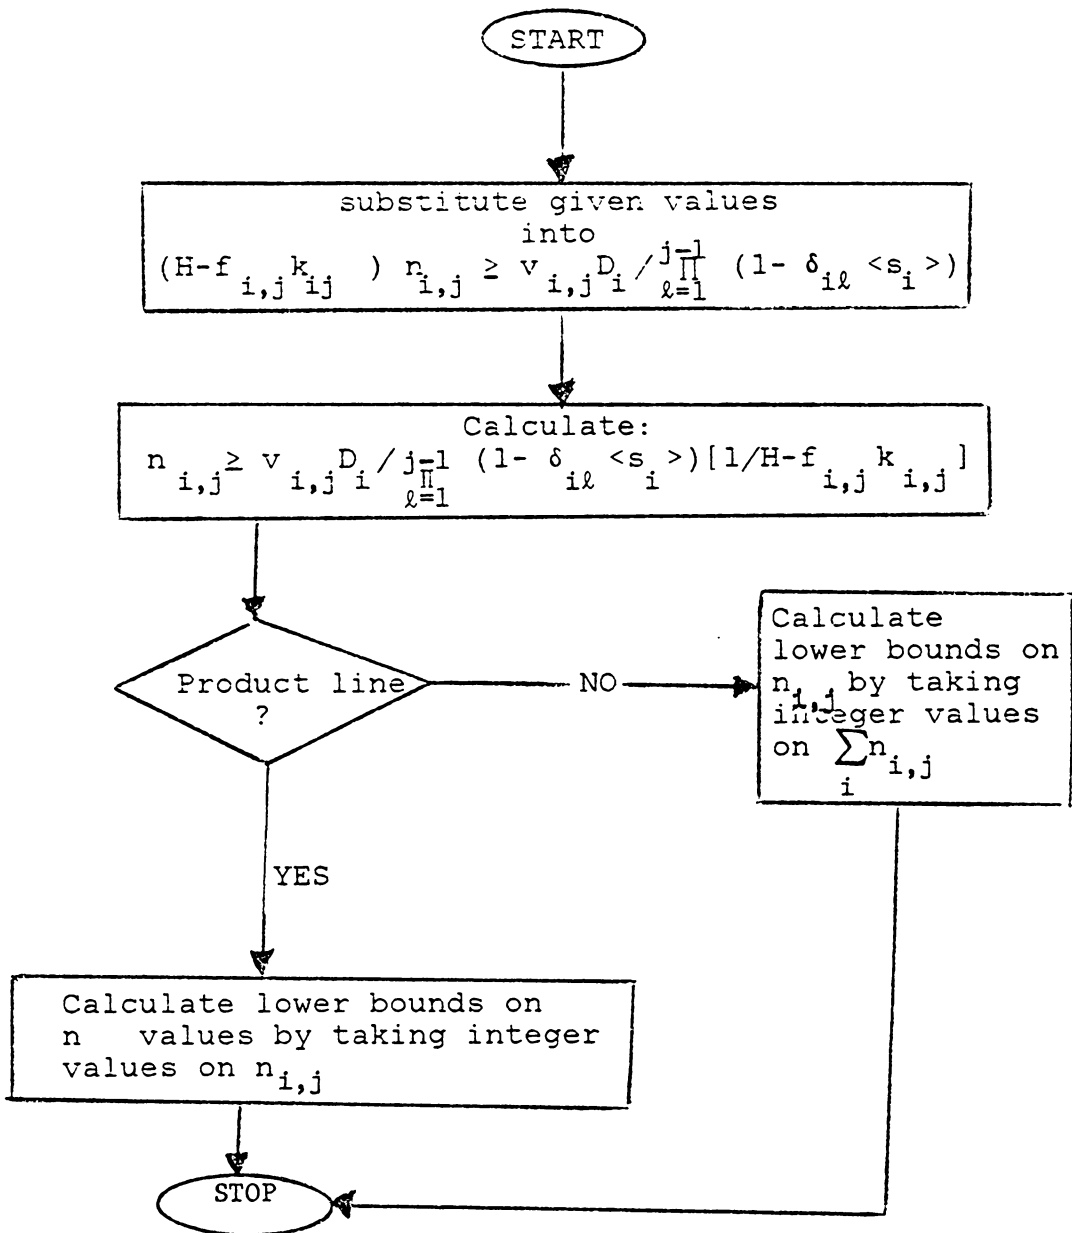 START
substitute given values
into
(H-f i,j k ij ) n i,j ≥ v i,j D i / j-1 ∏ ℓ=1 (1- δ iℓ <s i >)
Calculate:
n i,j ≥ v i,j D i / j-1 ∏ ℓ=1 (1- δ iℓ <s i >)[1/H-f i,j k i,j ]
Product line
?
NO
Calculate
lower bounds on
n i,j by taking
integer values
on ∑ i n i,j
YES
Calculate lower bounds on
n values by taking integer
values on n i,j
STOP